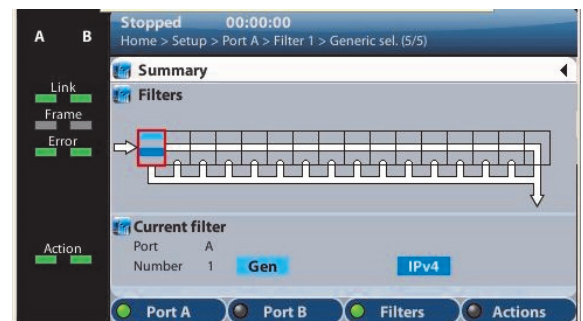 Stopped 00:00:00
A B
Home > Setup > Port A > Filter 1 > Generic sel. (5/5)
Summary
Link
Filters
Frame
Error
Current filter
Action
Port A
Number 1 Gen IPv4
Port A Port B Filters Actions